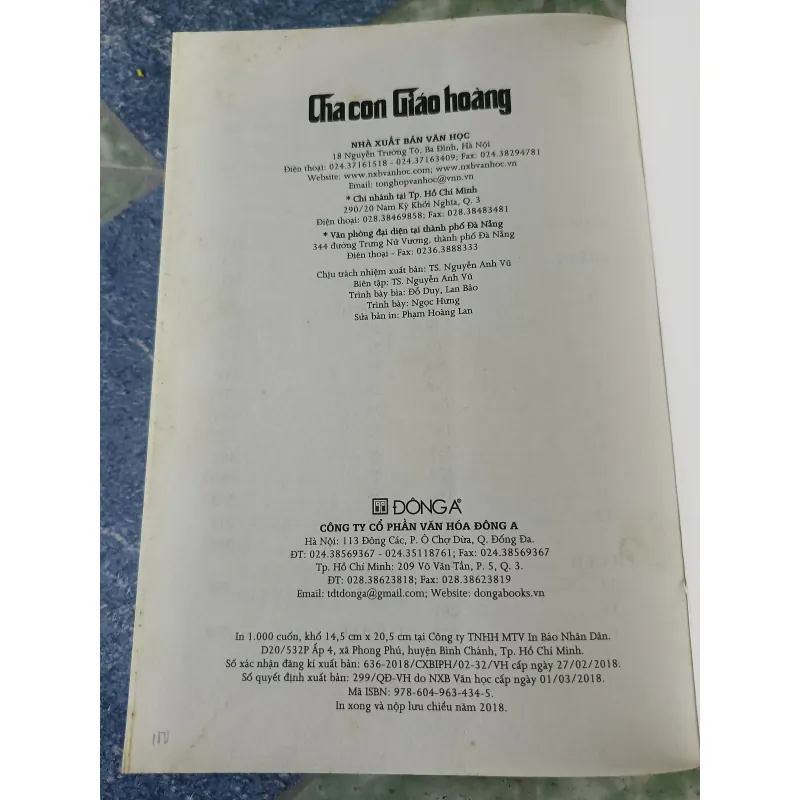 Cha con Giáo hoàng
NHÀ XUẤT BẢN VĂN HỌC
18 Nguyễn Trường Tộ, Ba Đình, Hà Nội
Điện thoại: 024.37161518 - 024.37163409; Fax: 024.38294781
Website: www.nxbvanhoc.com; www.nxbvanhoc.vn
Email: tonghopvanhoc@vnn.vn
* Chi nhánh tại Tp. Hồ Chí Minh
290/20 Nam Kỳ Khởi Nghĩa, Q. 3
Điện thoại: 028.38469858; Fax: 028.38483481
* Văn phòng đại diện tại thành phố Đà Nẵng
344 đường Trưng Nữ Vương, thành phố Đà Nẵng
Điện thoại - Fax: 0236.3888333
Chịu trách nhiệm xuất bản: TS. Nguyễn Anh Vũ
Biên tập: TS. Nguyễn Anh Vũ
Trình bày bìa: Đỗ Duy, Lan Bảo
Trình bày: Ngọc Hưng
Sửa bản in: Phạm Hoàng Lan
ĐÔNG A®
CÔNG TY CỔ PHẦN VĂN HÓA ĐÔNG A
Hà Nội: 113 Đông Các, P. Ô Chợ Dừa, Q. Đống Đa.
ĐT: 024.38569367 - 024.35118761; Fax: 024.38569367
Tp. Hồ Chí Minh: 209 Võ Văn Tần, P. 5, Q. 3.
ĐT: 028.38623818; Fax: 028.38623819
Email: tdtdonga@gmail.com; Website: dongabooks.vn
In 1.000 cuốn, khổ 14,5 cm x 20,5 cm tại Công ty TNHH MTV In Báo Nhân Dân.
D20/532P Ấp 4, xã Phong Phú, huyện Bình Chánh, Tp. Hồ Chí Minh.
Số xác nhận đăng kí xuất bản: 636-2018/CXBIPH/02-32/VH cấp ngày 27/02/2018.
Số quyết định xuất bản: 299/QĐ-VH do NXB Văn học cấp ngày 01/03/2018.
Mã ISBN: 978-604-963-434-5.
In xong và nộp lưu chiểu năm 2018.